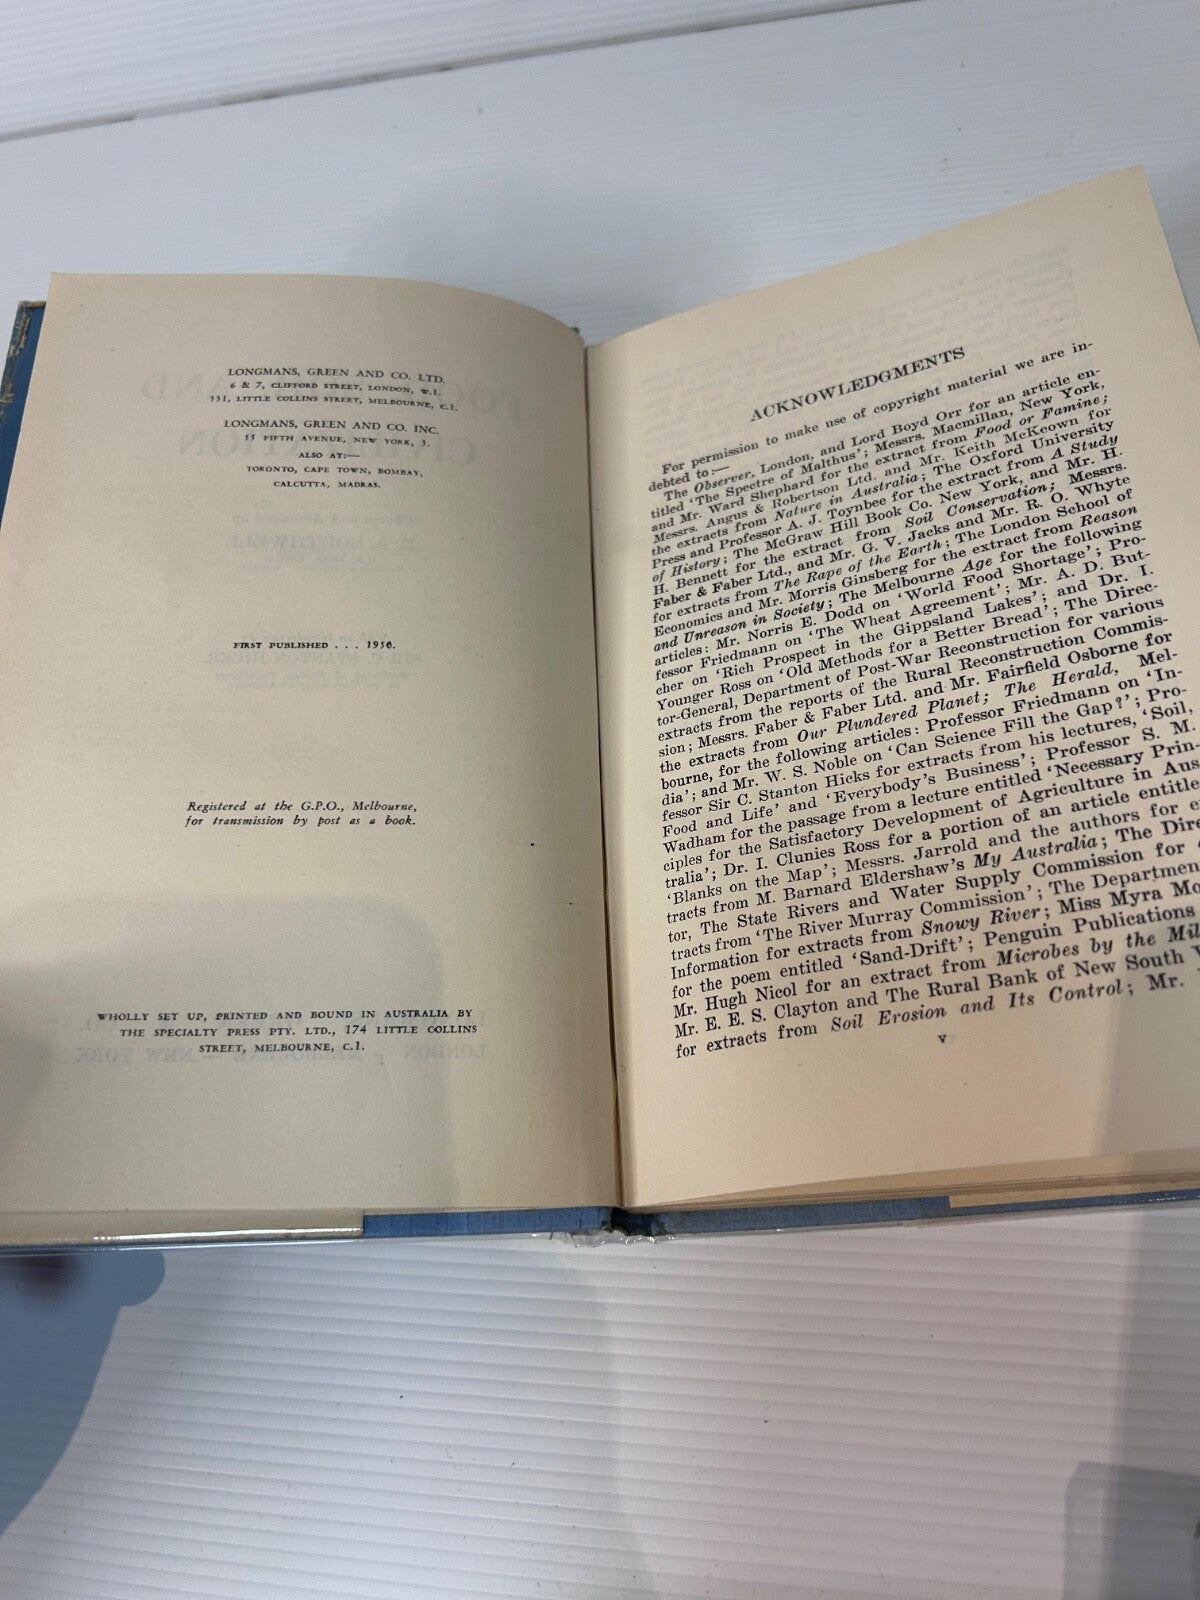 LONGMANS, GREEN AND CO. LTD.
6 & 7, CLIFFORD STREET, LONDON, W.1.
531, LITTLE COLLINS STREET, MELBOURNE, C.1.
LONGMANS, GREEN AND CO. INC.
55 FIFTH AVENUE, NEW YORK, 3.
ALSO AT:—
TORONTO, CAPE TOWN, BOMBAY,
CALCUTTA, MADRAS.
FIRST PUBLISHED . . . 1950.
Registered at the G.P.O., Melbourne,
for transmission by post as a book.
WHOLLY SET UP, PRINTED AND BOUND IN AUSTRALIA BY
THE SPECIALTY PRESS PTY. LTD., 174 LITTLE COLLINS
STREET, MELBOURNE, C.1.
ACKNOWLEDGMENTS
For permission to make use of copyright material we are in-
debted to:—
The Observer, London, and Lord Boyd Orr for an article en-
titled 'The Spectre of Malthus'; Messrs. Macmillan, New York,
and Mr. Ward Shephard for the extract from Food or Famine;
Messrs. Angus & Robertson Ltd. and Mr. Keith McKeown for
the extracts from Nature in Australia; The Oxford University
Press and Professor A. J. Toynbee for the extract from A Study
of History; The McGraw Hill Book Co. New York, and Mr. H.
H. Bennett for the extract from Soil Conservation; Messrs.
Faber & Faber Ltd., and Mr. G. V. Jacks and Mr. R. O. Whyte
for extracts from The Rape of the Earth; The London School of
Economics and Mr. Morris Ginsberg for the extract from Reason
and Unreason in Society; The Melbourne Age for the following
articles: Mr. Norris E. Dodd on 'World Food Shortage'; Pro-
fessor Friedmann on 'The Wheat Agreement'; Mr. A. D. But-
cher on 'Rich Prospect in the Gippsland Lakes'; and Dr. I.
Younger Ross on 'Old Methods for a Better Bread'; The Direc-
tor-General, Department of Post-War Reconstruction for various
extracts from the reports of the Rural Reconstruction Commis-
sion; Messrs. Faber & Faber Ltd. and Mr. Fairfield Osborne for
the extracts from Our Plundered Planet; The Herald, Mel-
bourne, for the following articles: Professor Friedmann on 'In-
dia'; and Mr. W. S. Noble on 'Can Science Fill the Gap?'; Pro-
fessor Sir C. Stanton Hicks for extracts from his lectures, 'Soil,
Food and Life' and 'Everybody's Business'; Professor S. M.
Wadham for the passage from a lecture entitled 'Necessary Prin-
ciples for the Satisfactory Development of Agriculture in Aus
tralia'; Dr. I. Clunies Ross for a portion of an article entitle
'Blanks on the Map'; Messrs. Jarrold and the authors for e
tracts from M. Barnard Eldershaw's My Australia; The Dire
tor, The State Rivers and Water Supply Commission for
tracts from 'The River Murray Commission'; The Departmen
Information for extracts from Snowy River; Miss Myra Mo
for the poem entitled 'Sand-Drift'; Penguin Publications
Mr. Hugh Nicol for an extract from Microbes by the Mil
Mr. E. E. S. Clayton and The Rural Bank of New South
for extracts from Soil Erosion and Its Control; Mr.
v